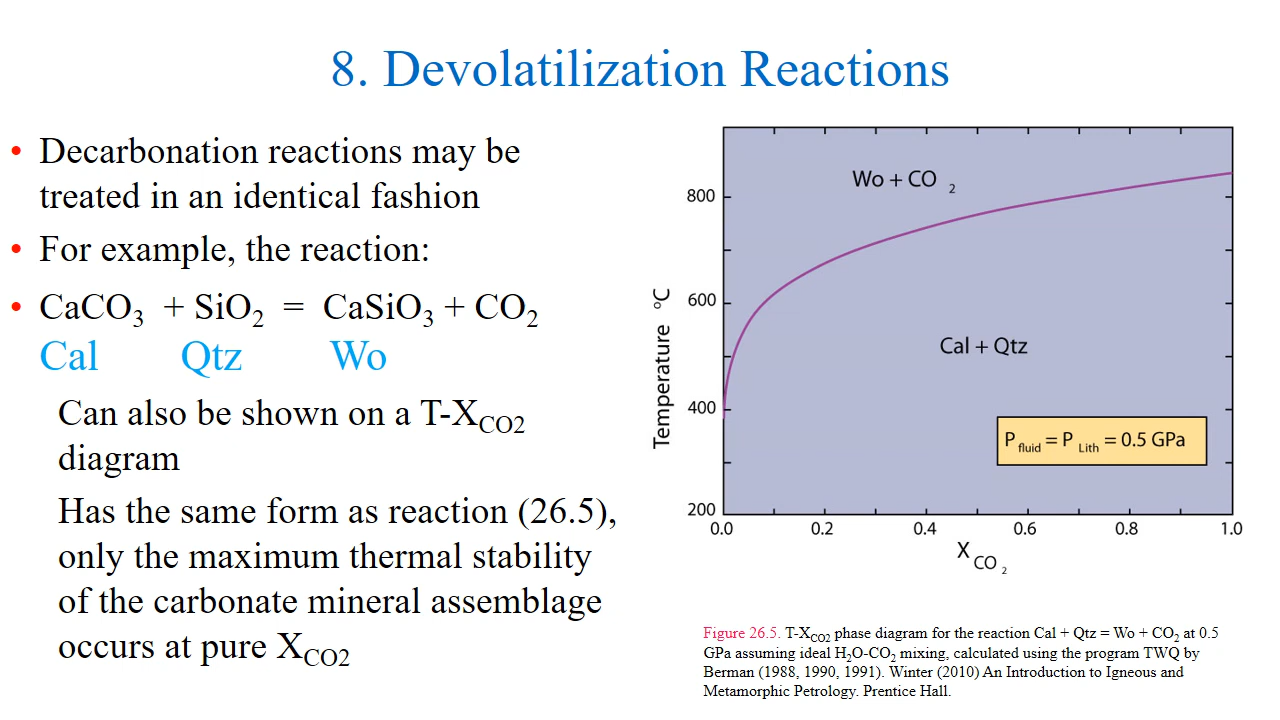 8. Devolatilization Reactions
• Decarbonation reactions may be
treated in an identical fashion
• For example, the reaction:
• CaCO3 + SiO2 = CaSiO3 + CO2
Cal Qtz Wo
Can also be shown on a T-XCO2
diagram
Has the same form as reaction (26.5),
only the maximum thermal stability
of the carbonate mineral assemblage
occurs at pure XCO2
Temperature °C
800
600
400
200
Wo + CO 2
Cal + Qtz
P fluid = P Lith = 0.5 GPa
0.0 0.2 0.4 0.6 0.8 1.0
X CO 2
Figure 26.5. T-XCO2 phase diagram for the reaction Cal + Qtz = Wo + CO2 at 0.5
GPa assuming ideal H2O-CO2 mixing, calculated using the program TWQ by
Berman (1988, 1990, 1991). Winter (2010) An Introduction to Igneous and
Metamorphic Petrology. Prentice Hall.